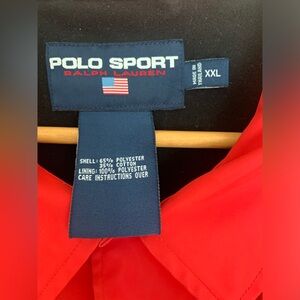 POLO SPORT
RALPH LAUREN
MADE IN
THAILAND
XXL
SHELL: 65% POLYESTER
35% COTTON
LINING: 100% POLYESTER
CARE INSTRUCTIONS OVER